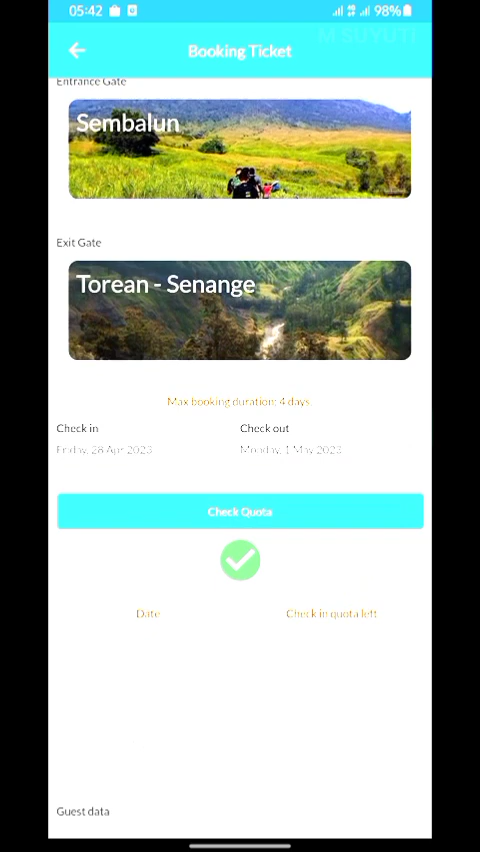 05:42 98%
M SUYUTI
Booking Ticket
Entrance Gate
Sembalun
Exit Gate
Torean - Senange
Max booking duration: 4 days.
Check in Check out
Friday, 28 Apr 2023 Monday, 1 May 2023
Check Quota
Date Check in quota left
Guest data